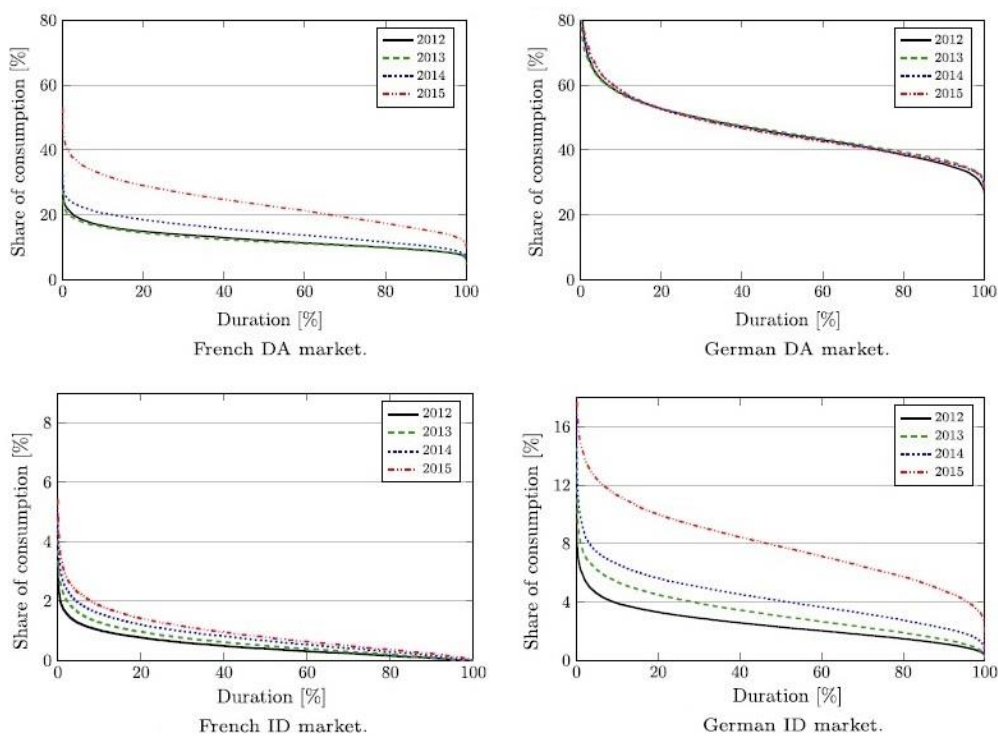 80
60
40
20
0
0 20 40 60 80 100
Share of consumption [%]
Duration [%]
2012
2013
2014
2015
French DA market.
80
60
40
20
0
0 20 40 60 80 100
Share of consumption [%]
Duration [%]
2012
2013
2014
2015
German DA market.
8
6
4
2
0
0 20 40 60 80 100
Share of consumption [%]
Duration [%]
2012
2013
2014
2015
French ID market.
16
12
8
4
0
0 20 40 60 80 100
Share of consumption [%]
Duration [%]
2012
2013
2014
2015
German ID market.